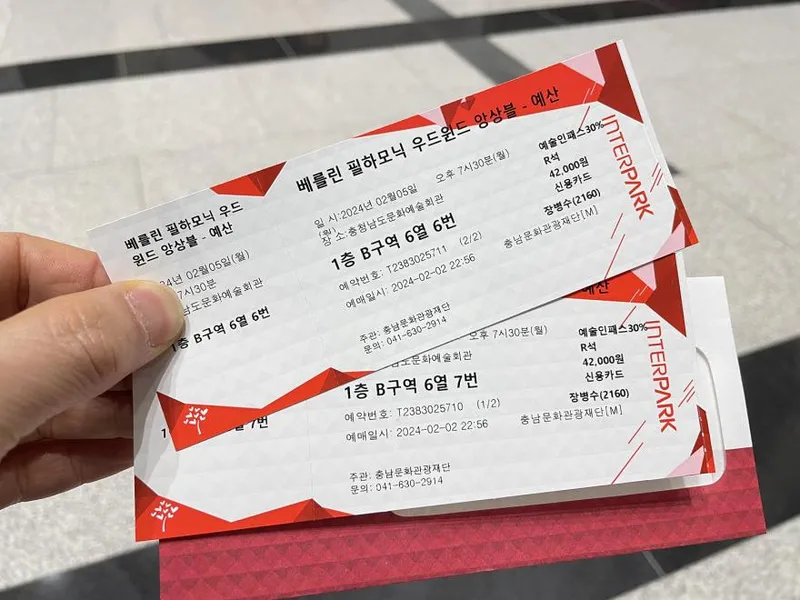 베를린 필하모닉 우드
윈드 앙상블 - 예산
24년 02월05일(월)
7시30분
남도문화예술회관
1층 B구역 6열 6번
베를린 필하모닉 우드윈드 앙상블 - 예산
일 시:2024년 02월05일 오후 7시30분(월)
(월)
장 소:충청남도문화예술회관
1층 B구역 6열 6번
예약번호: T2383025711 (2/2)
예매일시: 2024-02-02 22:56
주관: 충남문화관광재단
문의: 041-630-2914
예술인패스30%
R석
42,000원
신용카드
장병수(2160)
충남문화관광재단[M]
INTERPARK
7번
예산
오후 7시30분(월)
문화예술회관
1층 B구역 6열 7번
예약번호: T2383025710 (1/2)
예매일시: 2024-02-02 22:56
주관: 충남문화관광재단
문의: 041-630-2914
예술인패스30%
R석
42,000원
신용카드
장병수(2160)
충남문화관광재단[M]
INTERPARK